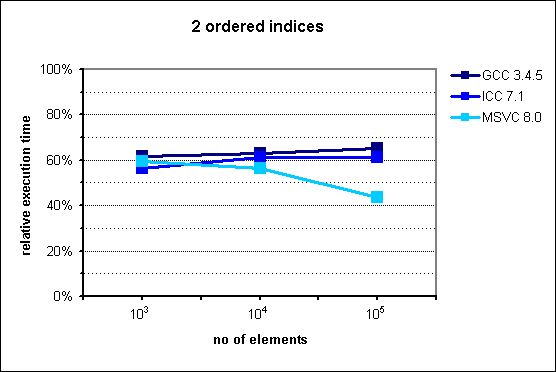 2 ordered indices
100%
80%
60%
40%
20%
0%
relative execution time
10³
10⁴
10⁵
no of elements
GCC 3.4.5
ICC 7.1
MSVC 8.0